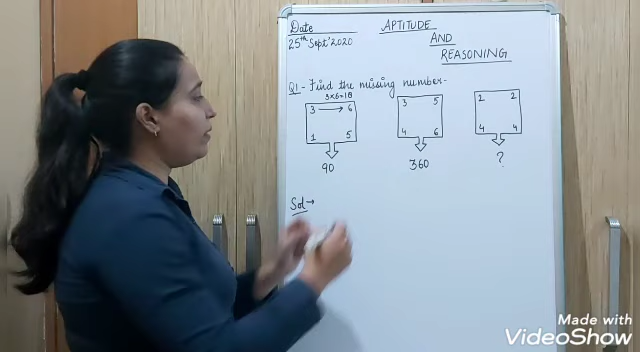 Date
25th Sept' 2020
APTITUDE
AND
REASONING
Q1 - Find the missing number -
3×6=18
3 → 6
1 5
90
3 5
4 6
360
2 2
4 4
?
Sol →
Made with
VideoShow